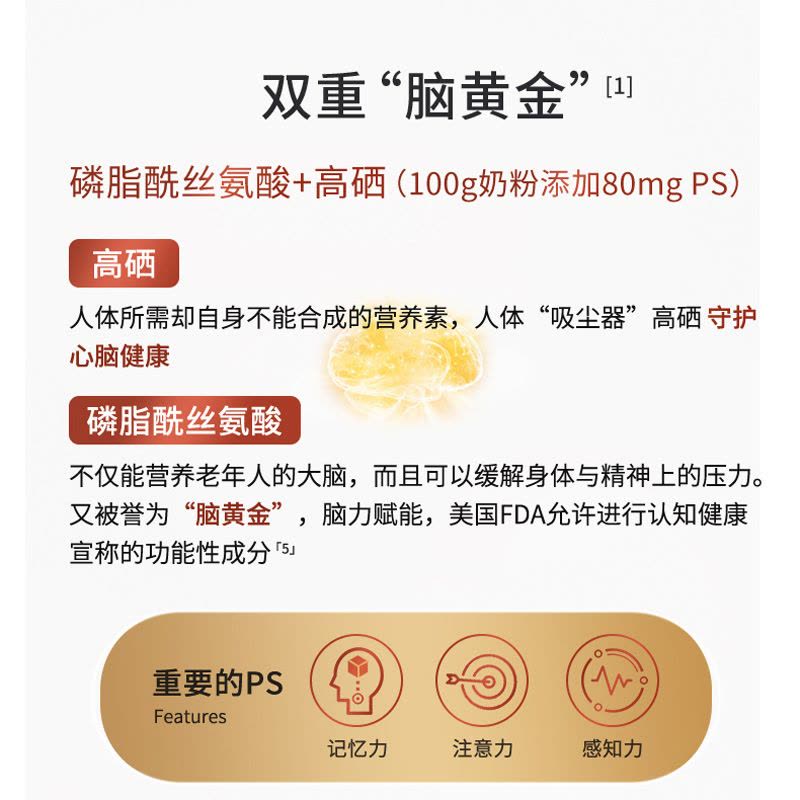 双重“脑黄金”[1]
磷脂酰丝氨酸+高硒（100g奶粉添加80mg PS）
高硒
人体所需却自身不能合成的营养素，人体“吸尘器”高硒 守护
心脑健康
磷脂酰丝氨酸
不仅能营养老年人的大脑，而且可以缓解身体与精神上的压力。
又被誉为“脑黄金”，脑力赋能，美国FDA允许进行认知健康
宣称的功能性成分「5」
重要的PS
Features
记忆力 注意力 感知力